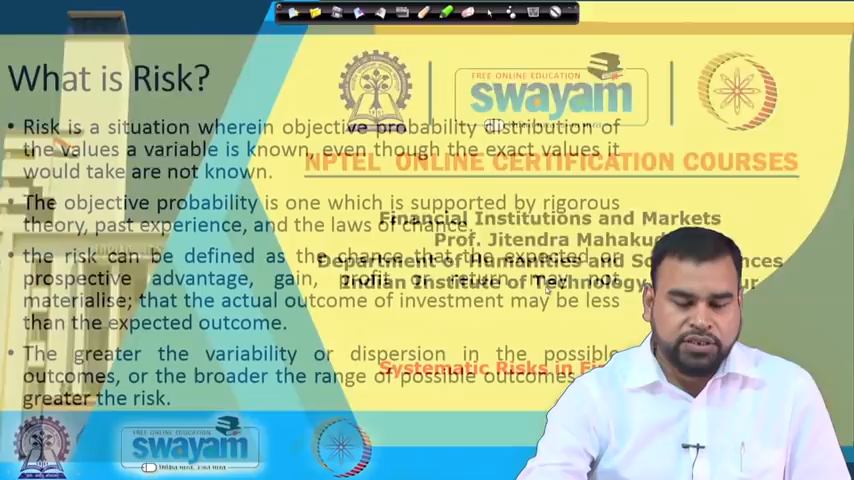 What is Risk?
• Risk is a situation wherein objective probability distribution of
the values a variable is known, even though the exact values it
would take are not known.
• The objective probability is one which is supported by rigorous
theory, past experience, and the laws of chance.
• the risk can be defined as the chance that the expected or
prospective advantage, gain, profit or return may not
materialise; that the actual outcome of investment may be less
than the expected outcome.
• The greater the variability or dispersion in the possible
outcomes, or the broader the range of possible outcomes
greater the risk.
FREE ONLINE EDUCATION
swayam
NPTEL ONLINE CERTIFICATION COURSES
Financial Institutions and Markets
Prof. Jitendra
Department of Humanities and Sciences
Indian Institute of Technology
Systematic Risks in
FREE ONLINE EDUCATION
swayam